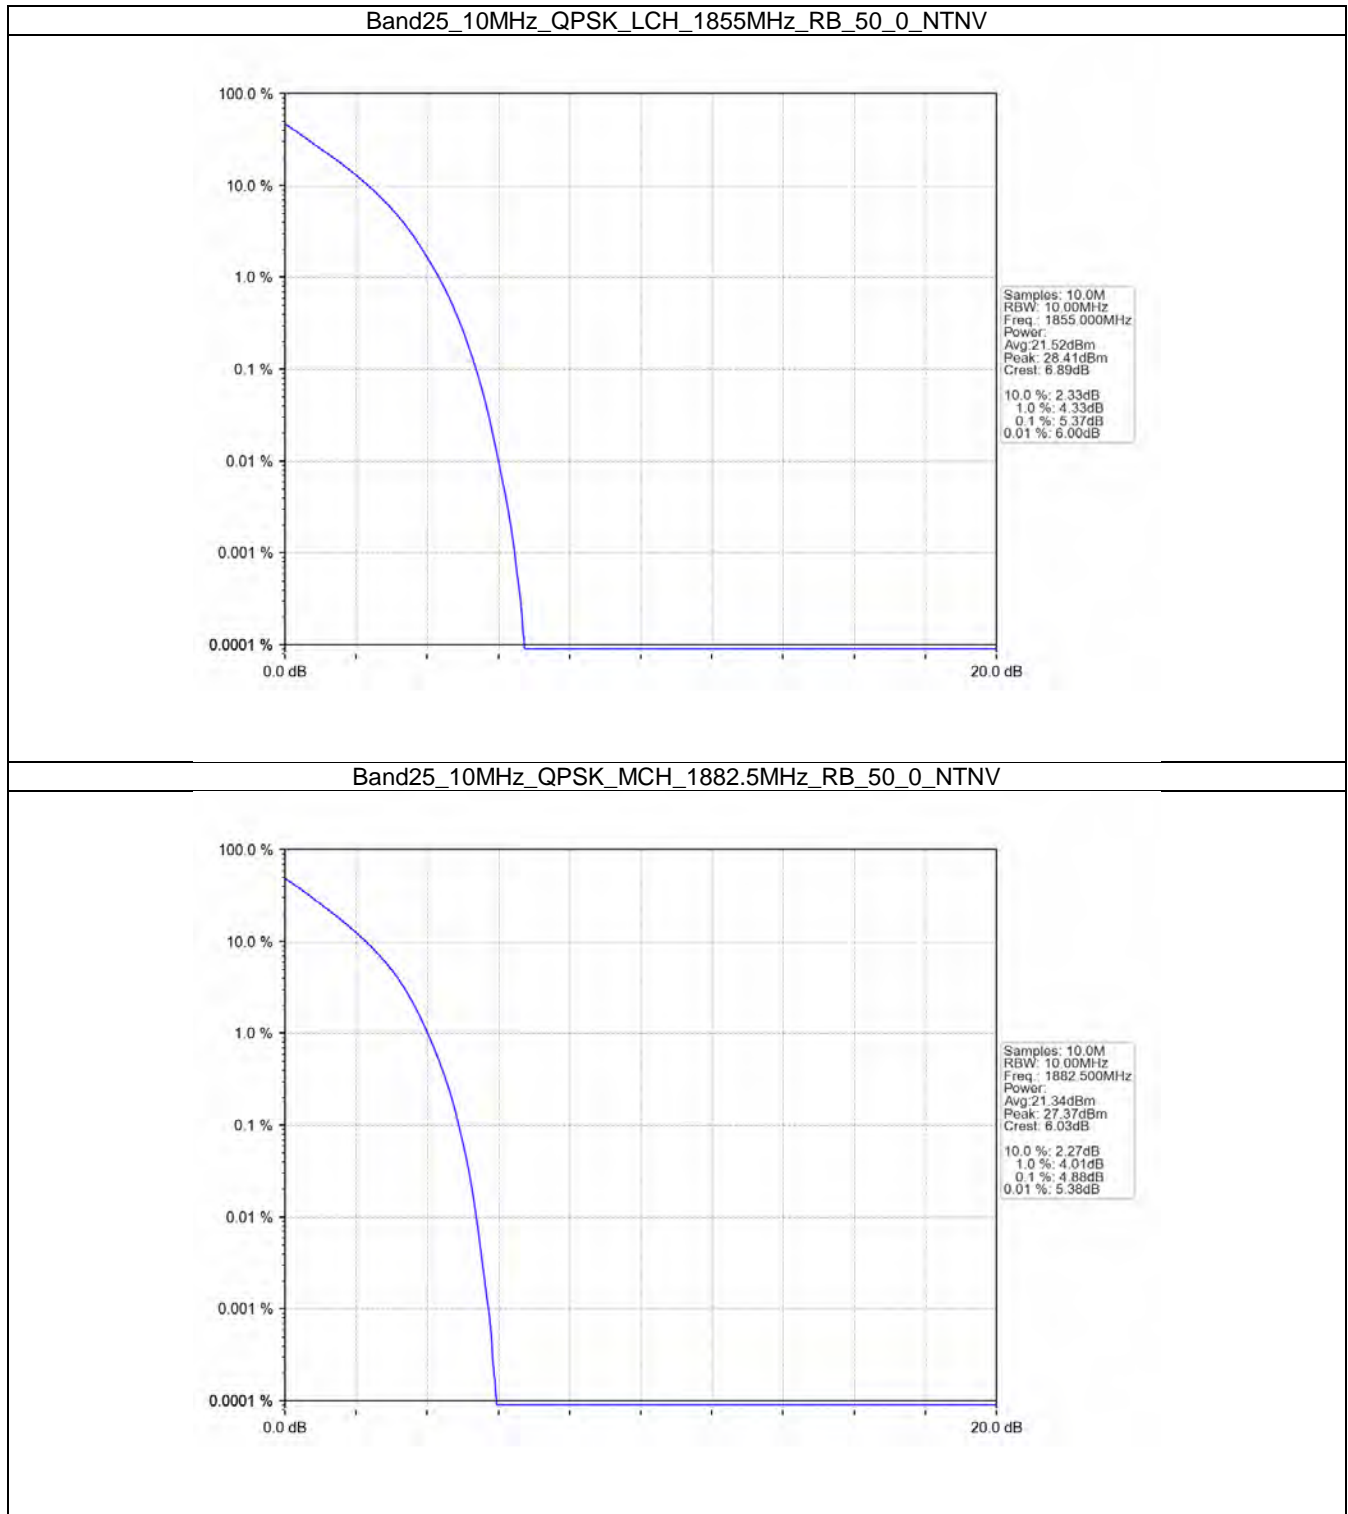 Band25_10MHz_QPSK_LCH_1855MHz_RB_50_0_NTNV
100.0 %
10.0 %
1.0 %
0.1 %
0.01 %
0.001 %
0.0001 %
0.0 dB
20.0 dB
Samples: 10.0M
RBW: 10.00MHz
Freq.: 1855.000MHz
Power:
Avg:21.52dBm
Peak: 28.41dBm
Crest: 6.89dB
10.0 %: 2.33dB
1.0 %: 4.33dB
0.1 %: 5.37dB
0.01 %: 6.00dB
Band25_10MHz_QPSK_MCH_1882.5MHz_RB_50_0_NTNV
100.0 %
10.0 %
1.0 %
0.1 %
0.01 %
0.001 %
0.0001 %
0.0 dB
20.0 dB
Samples: 10.0M
RBW: 10.00MHz
Freq.: 1882.500MHz
Power:
Avg:21.34dBm
Peak: 27.37dBm
Crest: 6.03dB
10.0 %: 2.27dB
1.0 %: 4.01dB
0.1 %: 4.88dB
0.01 %: 5.38dB